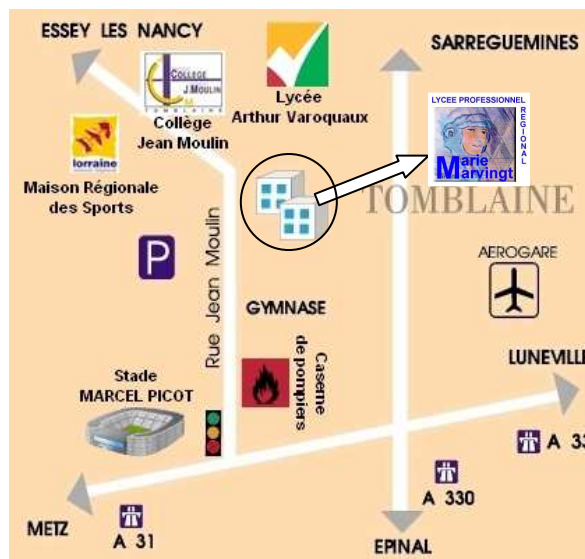 ESSEY LES NANCY
SARREGUEMINES
COLLEGE
J.MOULIN
TOMBLAINE
Collège
Jean Moulin
Lycée
Arthur Varoquaux
LYCEE PROFESSIONNEL
REGIONAL
Marie
Marvingt
lorraine
Maison Régionale
des Sports
TOMBLAINE
P
Rue Jean Moulin
AEROGARE
GYMNASE
Caserne
de pompiers
Stade
MARCEL PICOT
LUNEVILLE
A 33
A 330
METZ
A 31
EPINAL